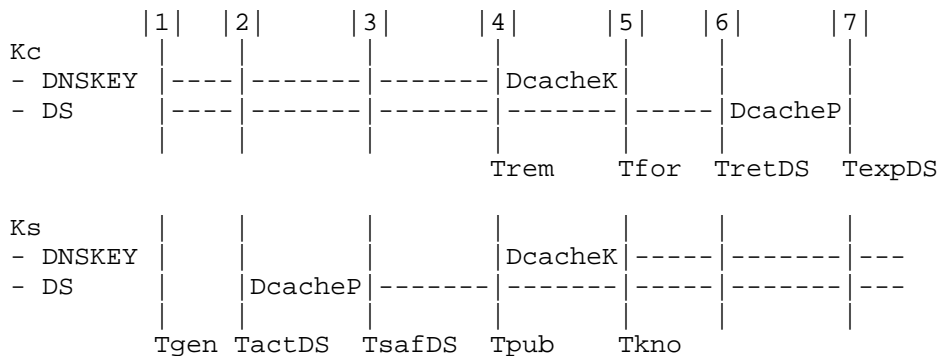 |1|  |2|     |3|     |4|     |5|   |6|     |7|
Kc          |    |       |       |       |     |       |
- DNSKEY    |----|-------|-------|DcacheK|     |       |
- DS        |----|-------|-------|-------|-----|DcacheP|
            |    |       |       |       |     |       |
                                Trem    Tfor  TretDS  TexpDS
Ks          |    |       |       |       |     |       |
- DNSKEY    |    |       |       |DcacheK|-----|-------|---
- DS        |    |DcacheP|-------|-------|-----|-------|---
            |    |       |       |       |     |       |
           Tgen TactDS  TsafDS  Tpub    Tkno